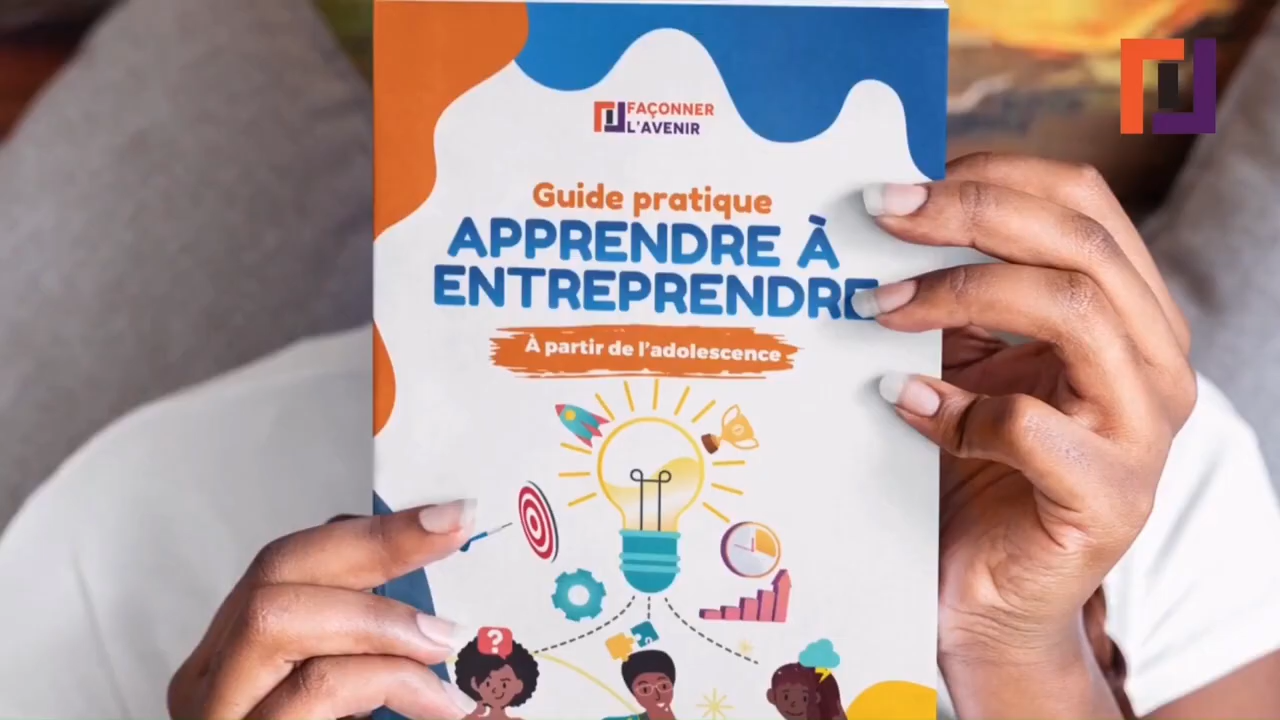 FAÇONNER
L'AVENIR
Guide pratique
APPRENDRE À
ENTREPRENDRE
À partir de l'adolescence
?